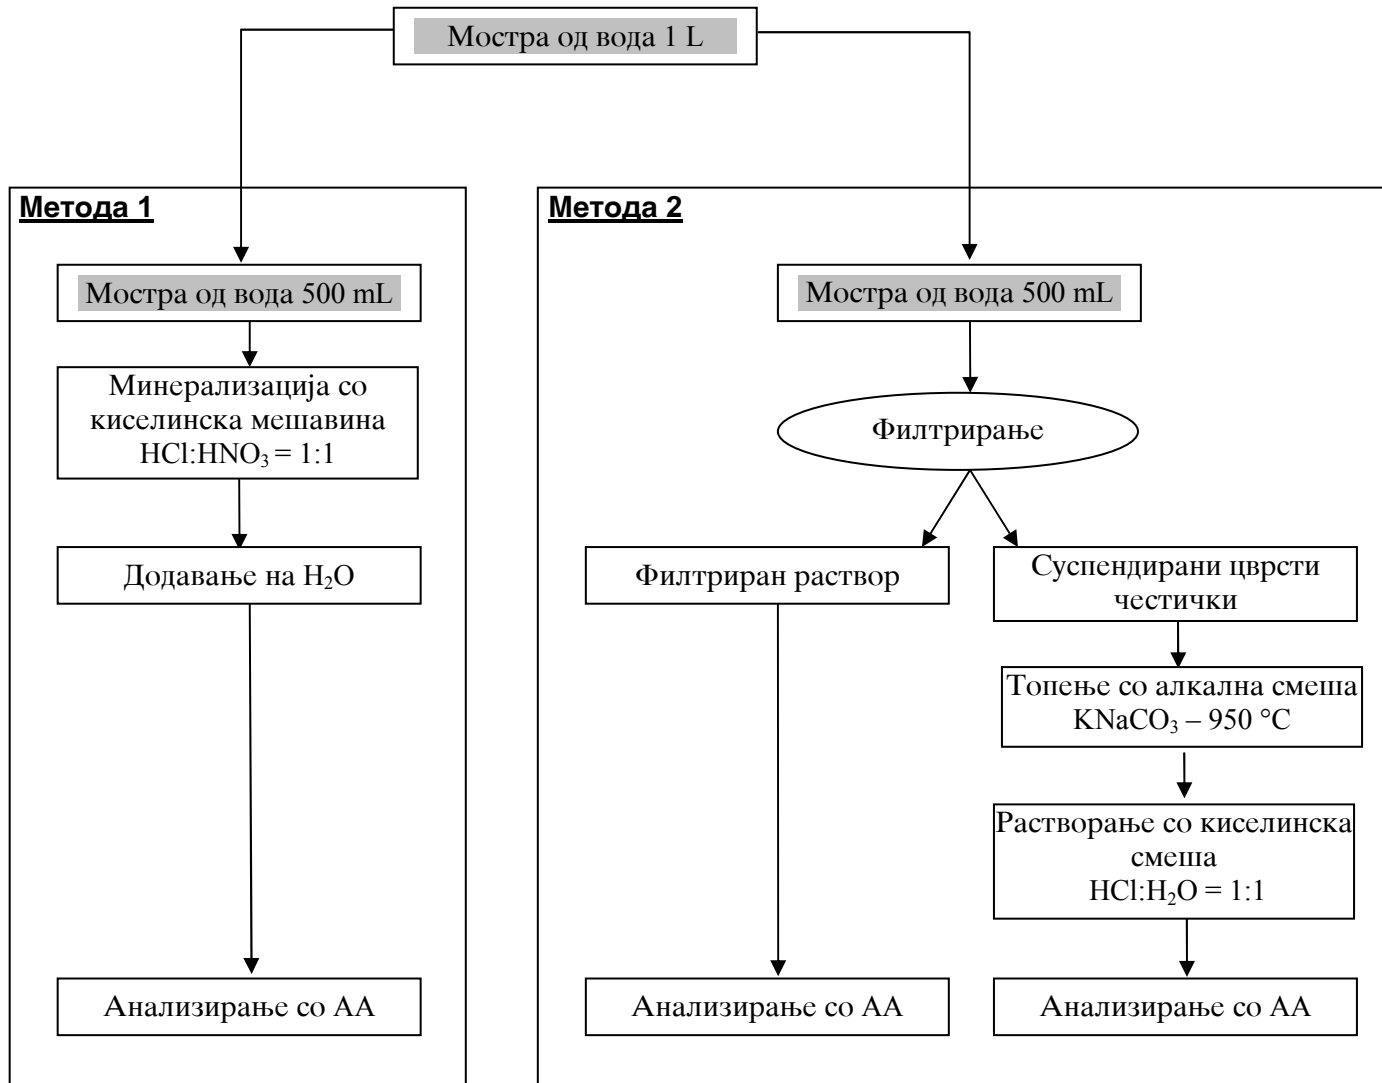 Мостра од вода 1 L
Метода 1
Мостра од вода 500 mL
Минерализација со
киселинска мешавина
HCl:HNO₃ = 1:1
Додавање на H₂O
Анализирање со АА
Метода 2
Мостра од вода 500 mL
Филтрирање
Филтриран раствор
Анализирање со АА
Суспендирани цврсти
честички
Топење со алкална смеша
KNaCO₃ – 950 °C
Растворање со киселинска
смеша
HCl:H₂O = 1:1
Анализирање со АА